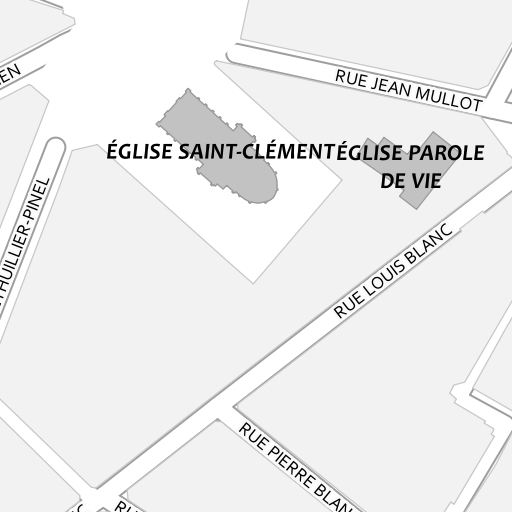 RUE JEAN MULLOT
ÉGLISE SAINT-CLÉMENT
ÉGLISE PAROLE
DE VIE
RUE LOUIS BLANC
RUE PIERRE BLAN